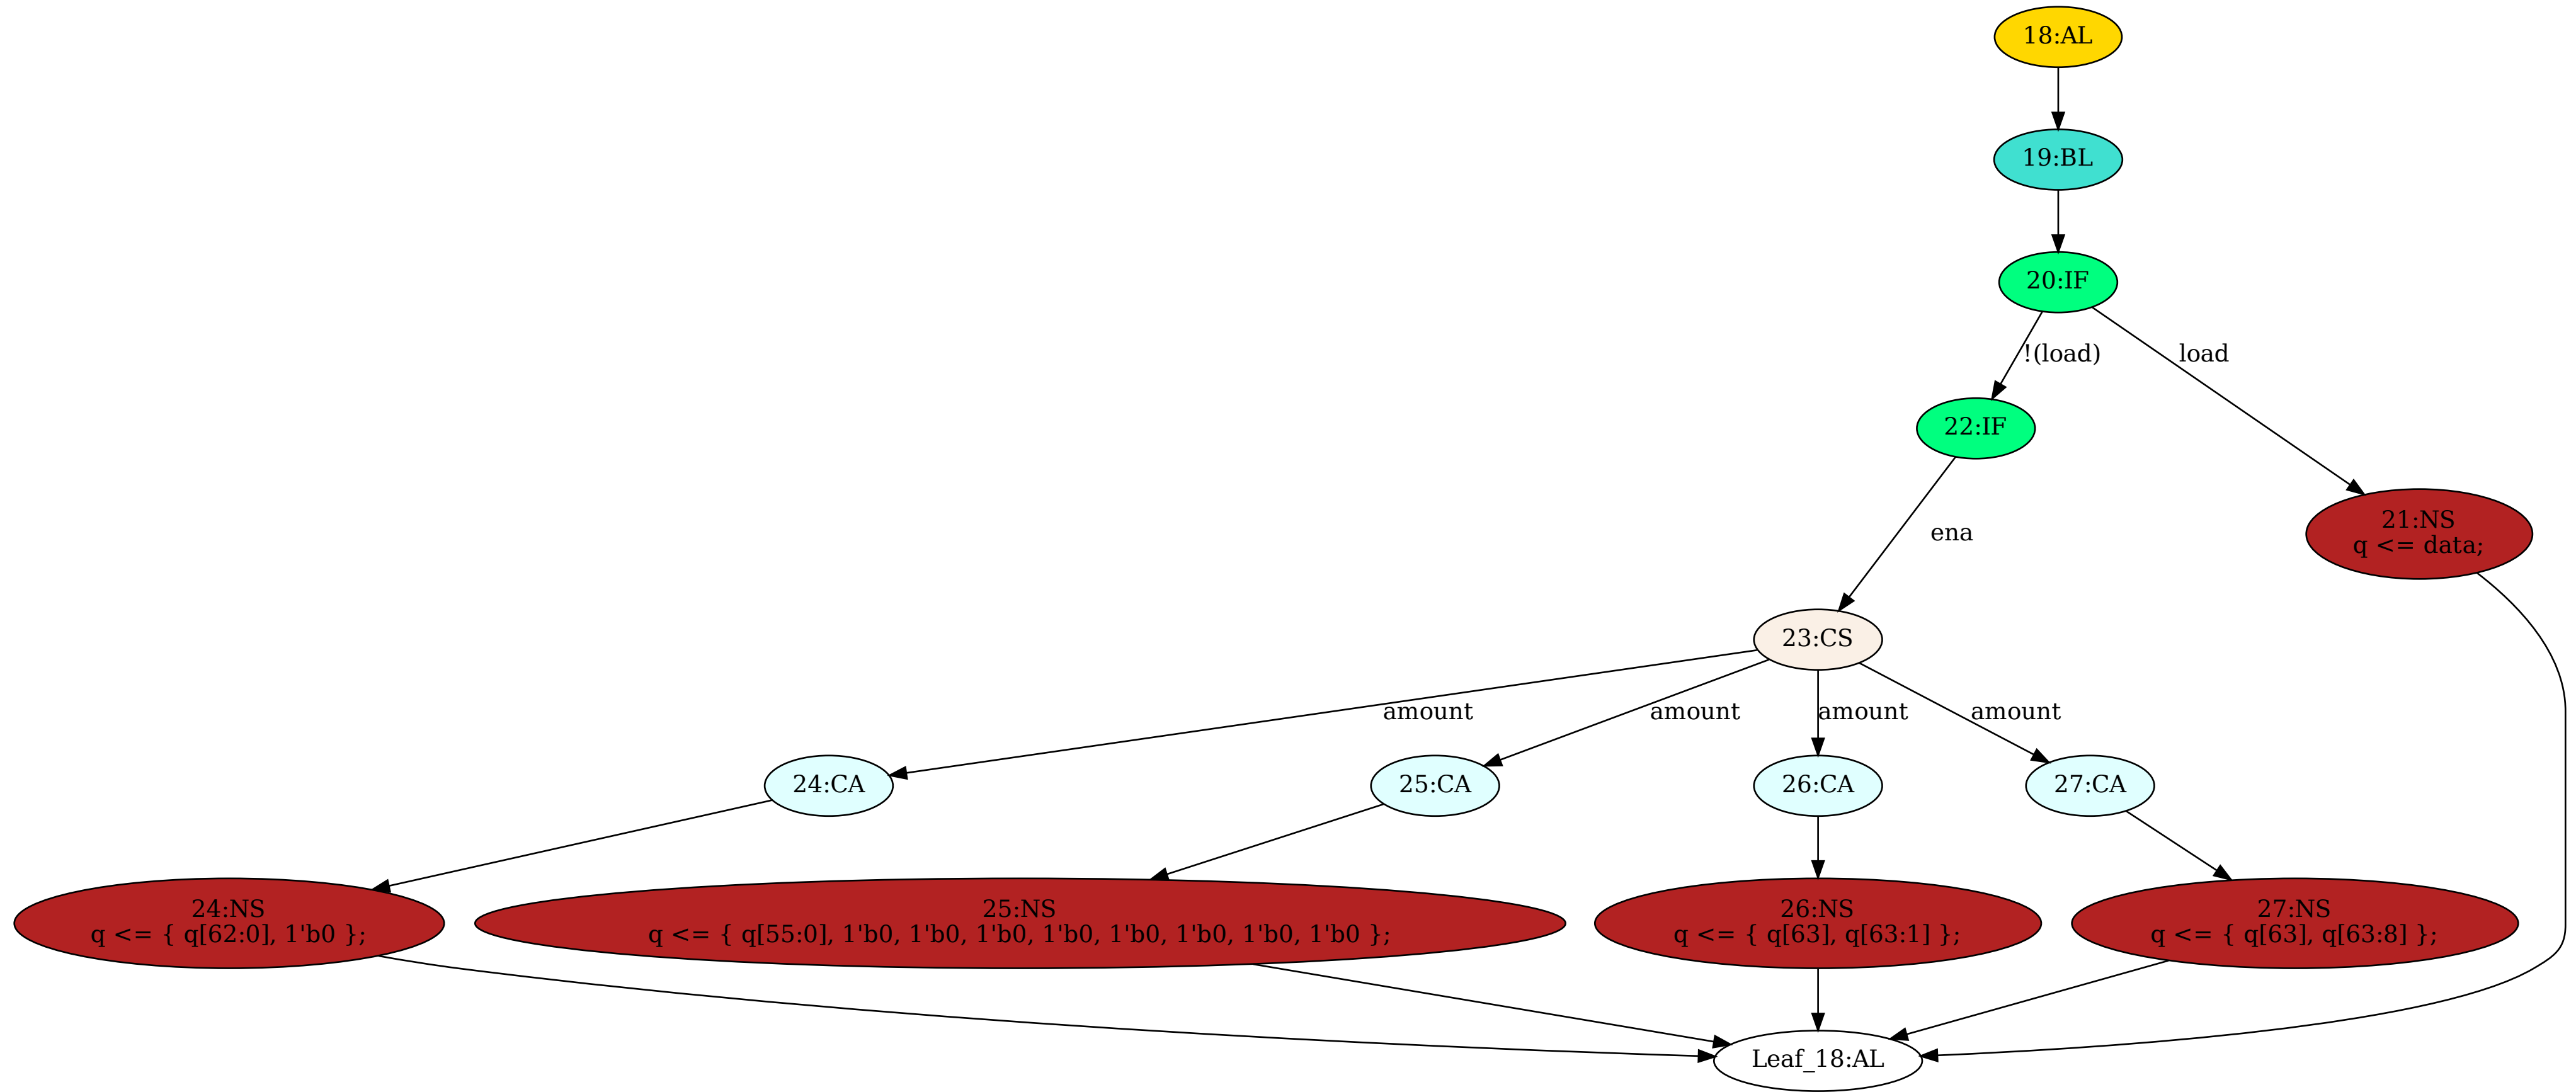 18:AL
19:BL
20:IF
!(load)
load
22:IF
ena
21:NS
q <= data;
23:CS
amount
amount
amount
amount
24:CA
25:CA
26:CA
27:CA
24:NS
q <= { q[62:0], 1'b0 };
25:NS
q <= { q[55:0], 1'b0, 1'b0, 1'b0, 1'b0, 1'b0, 1'b0, 1'b0, 1'b0 };
26:NS
q <= { q[63], q[63:1] };
27:NS
q <= { q[63], q[63:8] };
Leaf_18:AL